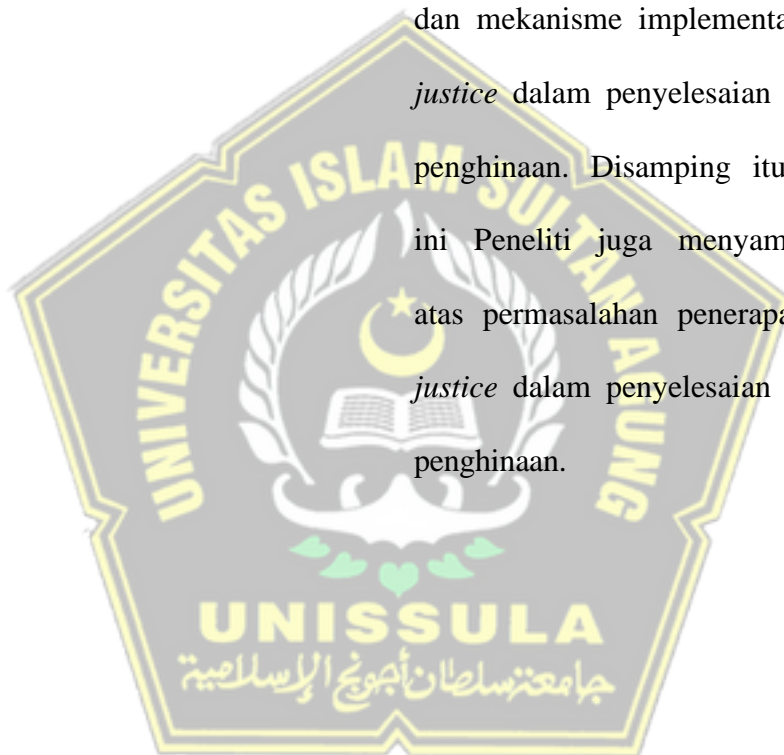 dan mekanisme implementa
justice dalam penyelesaian
penghinaan. Disamping itu
ini Peneliti juga menyam
atas permasalahan penerapa
justice dalam penyelesaian
penghinaan.
UNIVERSITAS ISLAM SULTAN AGUNG
UNISSULA
جامعة سلطان أجونج الإسلامية